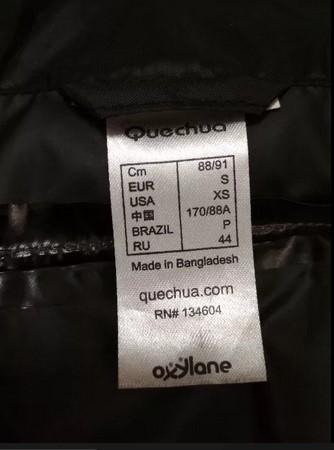 Quechua
Cm 88/91
EUR S
USA XS
中国 170/88A
BRAZIL P
RU 44
Made in Bangladesh
quechua.com
RN# 134604
oxylane